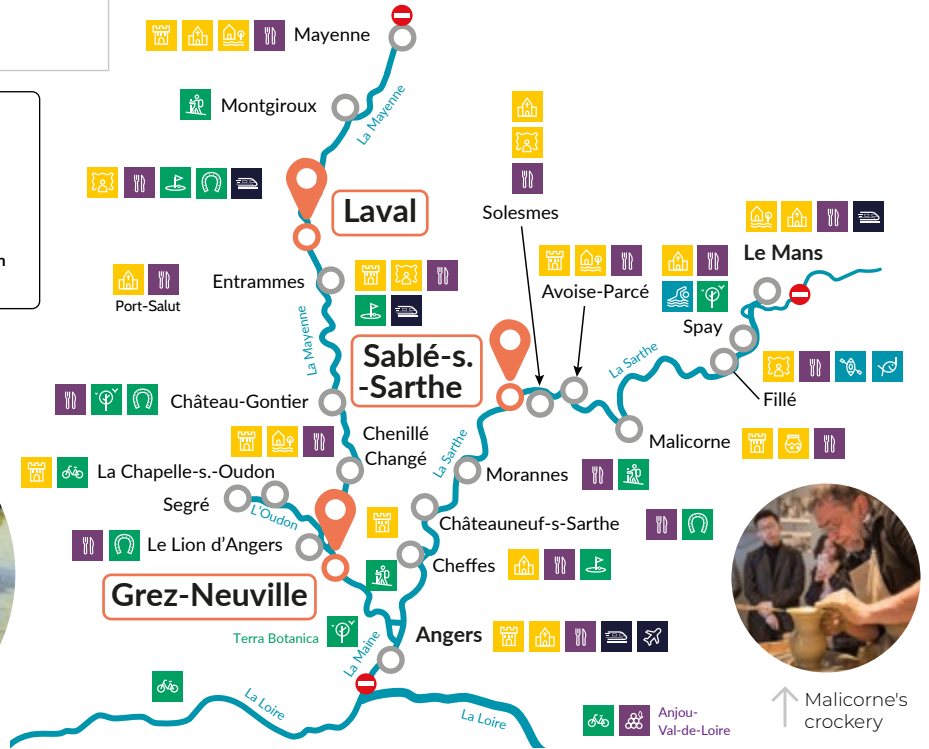 Mayenne
La Mayenne
Montgiroux
Laval
Solesmes
Le Mans
Entrammes
Port-Salut
Avoise-Parcé
Spay
La Mayenne
Sablé-s.
-Sarthe
La Sarthe
Fillé
Château-Gontier
Chenillé
Changé
Malicorne
La Sarthe
La Chapelle-s.-Oudon
Morannes
Segré
L'Oudon
Châteauneuf-s-Sarthe
Le Lion d'Angers
Cheffes
Grez-Neuville
Terra Botanica
Angers
La Maine
La Loire
La Loire
Anjou-
Val-de-Loire
Malicorne's
crockery
n